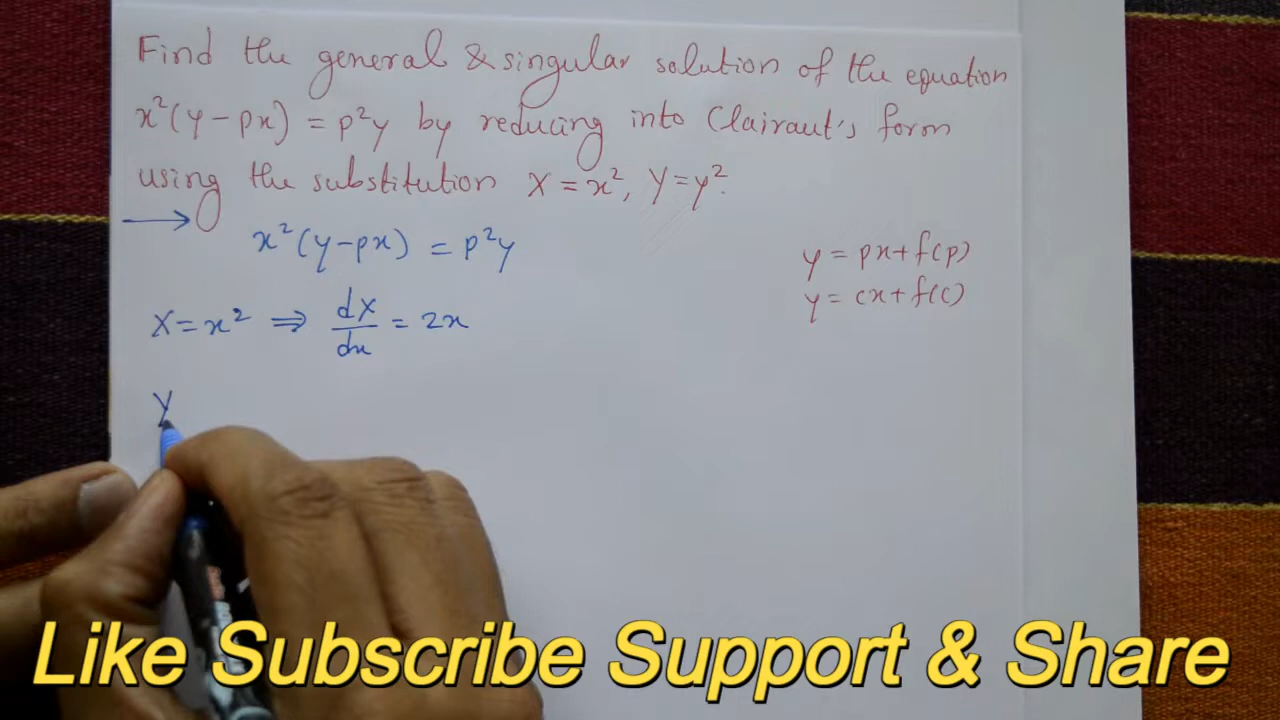 Find the general & singular solution of the equation
x²(y-px) = p²y by reducing into Clairaut's form
using the substitution X = x², Y = y².
→ x²(y-px) = p²y
y = px+f(p)
y = cx+f(c)
X = x² ⇒ dX/dx = 2x
Y
Like Subscribe Support & Share